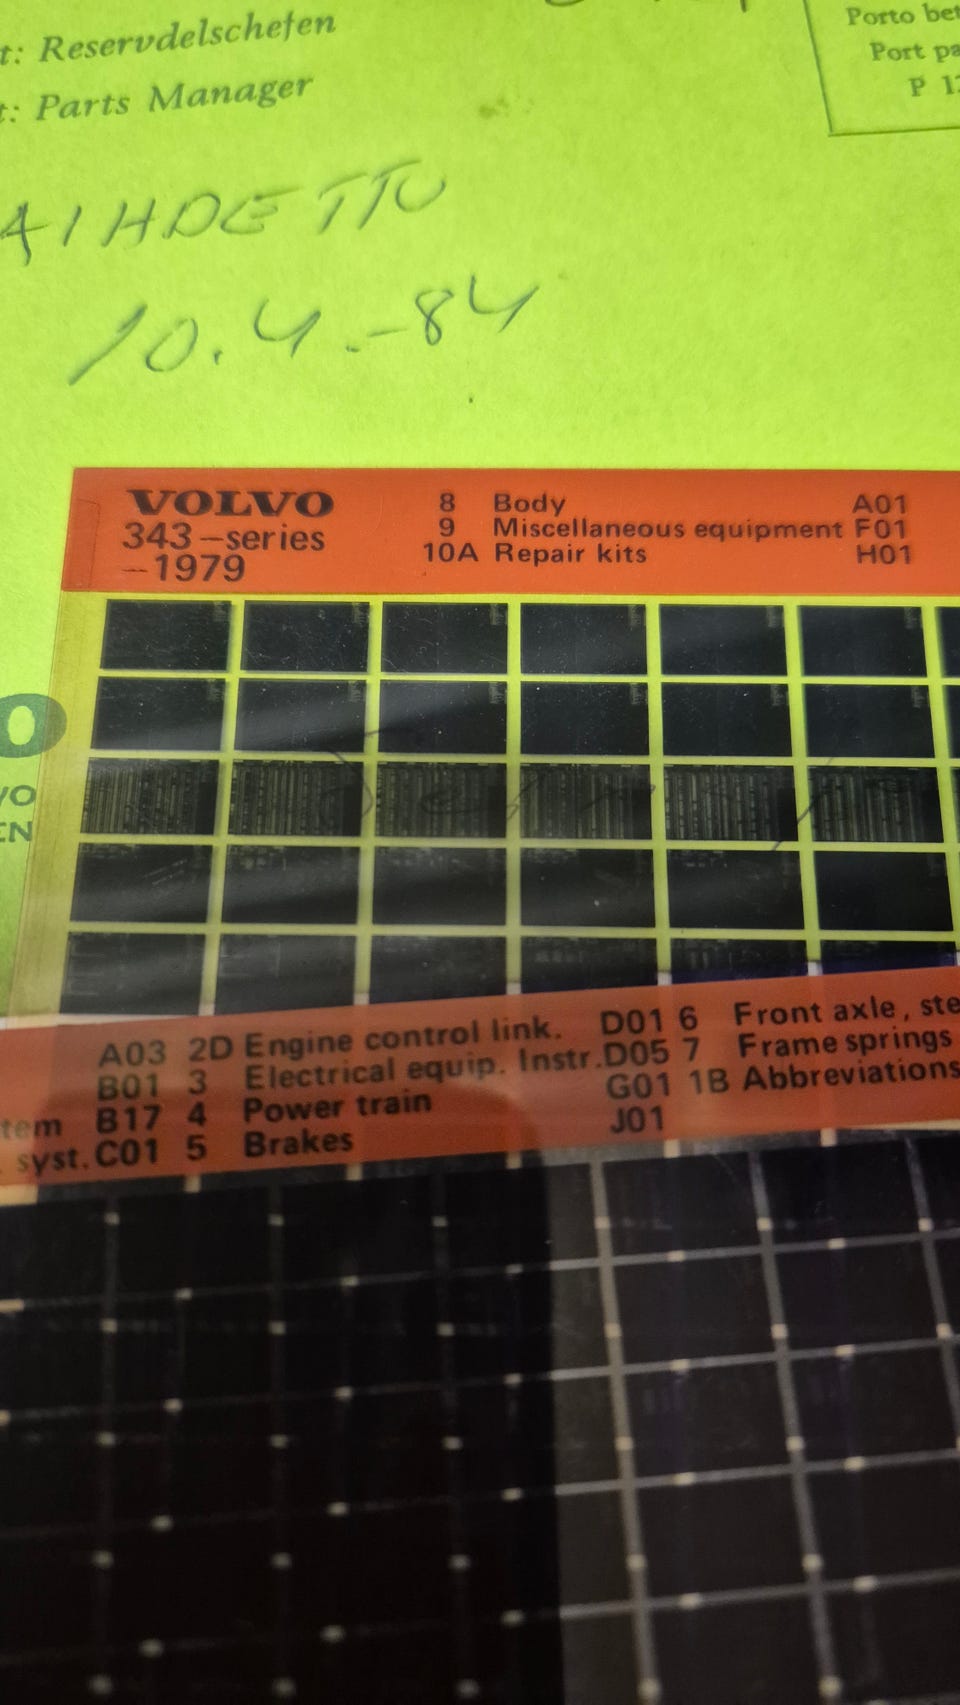 t: Reservdelschefen
t: Parts Manager
Porto bet
Port pa
P 12
AIHDETTU
10.4.-84
VOLVO
343-series
-1979
8 Body A01
9 Miscellaneous equipment F01
10A Repair kits H01
O
VO
EN
A03 2D Engine control link. D01 6 Front axle, ste
B01 3 Electrical equip. Instr. D05 7 Frame springs
tem B17 4 Power train G01 1B Abbreviations
syst. C01 5 Brakes J01